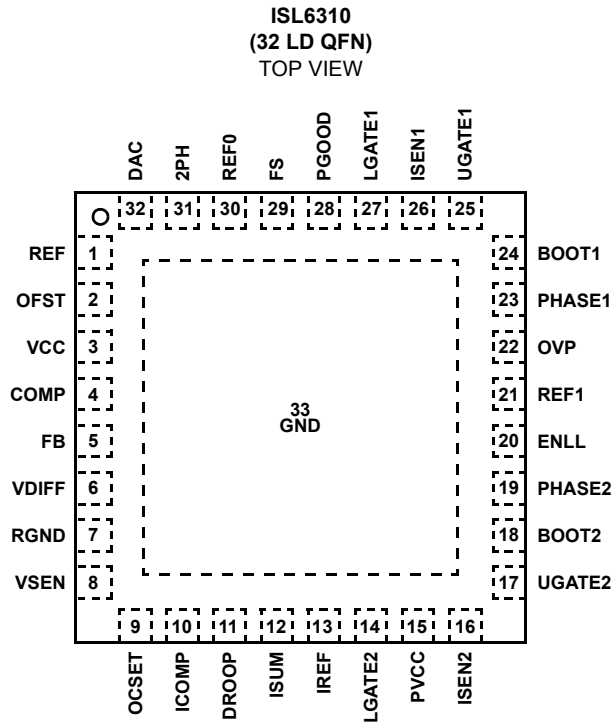 ISL6310
(32 LD QFN)
TOP VIEW
DAC
2PH
REF0
FS
PGOOD
LGATE1
ISEN1
UGATE1
32 31 30 29 28 27 26 25
REF 1
OFST 2
VCC 3
COMP 4
FB 5
VDIFF 6
RGND 7
VSEN 8
33
GND
24 BOOT1
23 PHASE1
22 OVP
21 REF1
20 ENLL
19 PHASE2
18 BOOT2
17 UGATE2
9 10 11 12 13 14 15 16
OCSET
ICOMP
DROOP
ISUM
IREF
LGATE2
PVCC
ISEN2